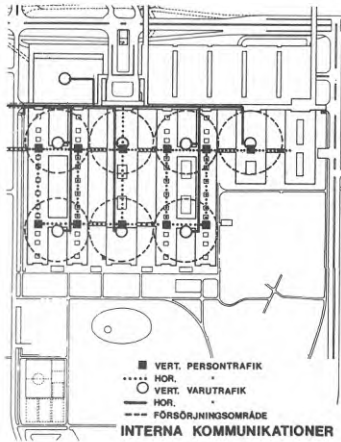 VERT. PERSONTRAFIK
HOR. "
VERT. VARUTRAFIK
HOR. "
FÖRSÖRJNINGSOMRÅDE
INTERNA KOMMUNIKATIONER